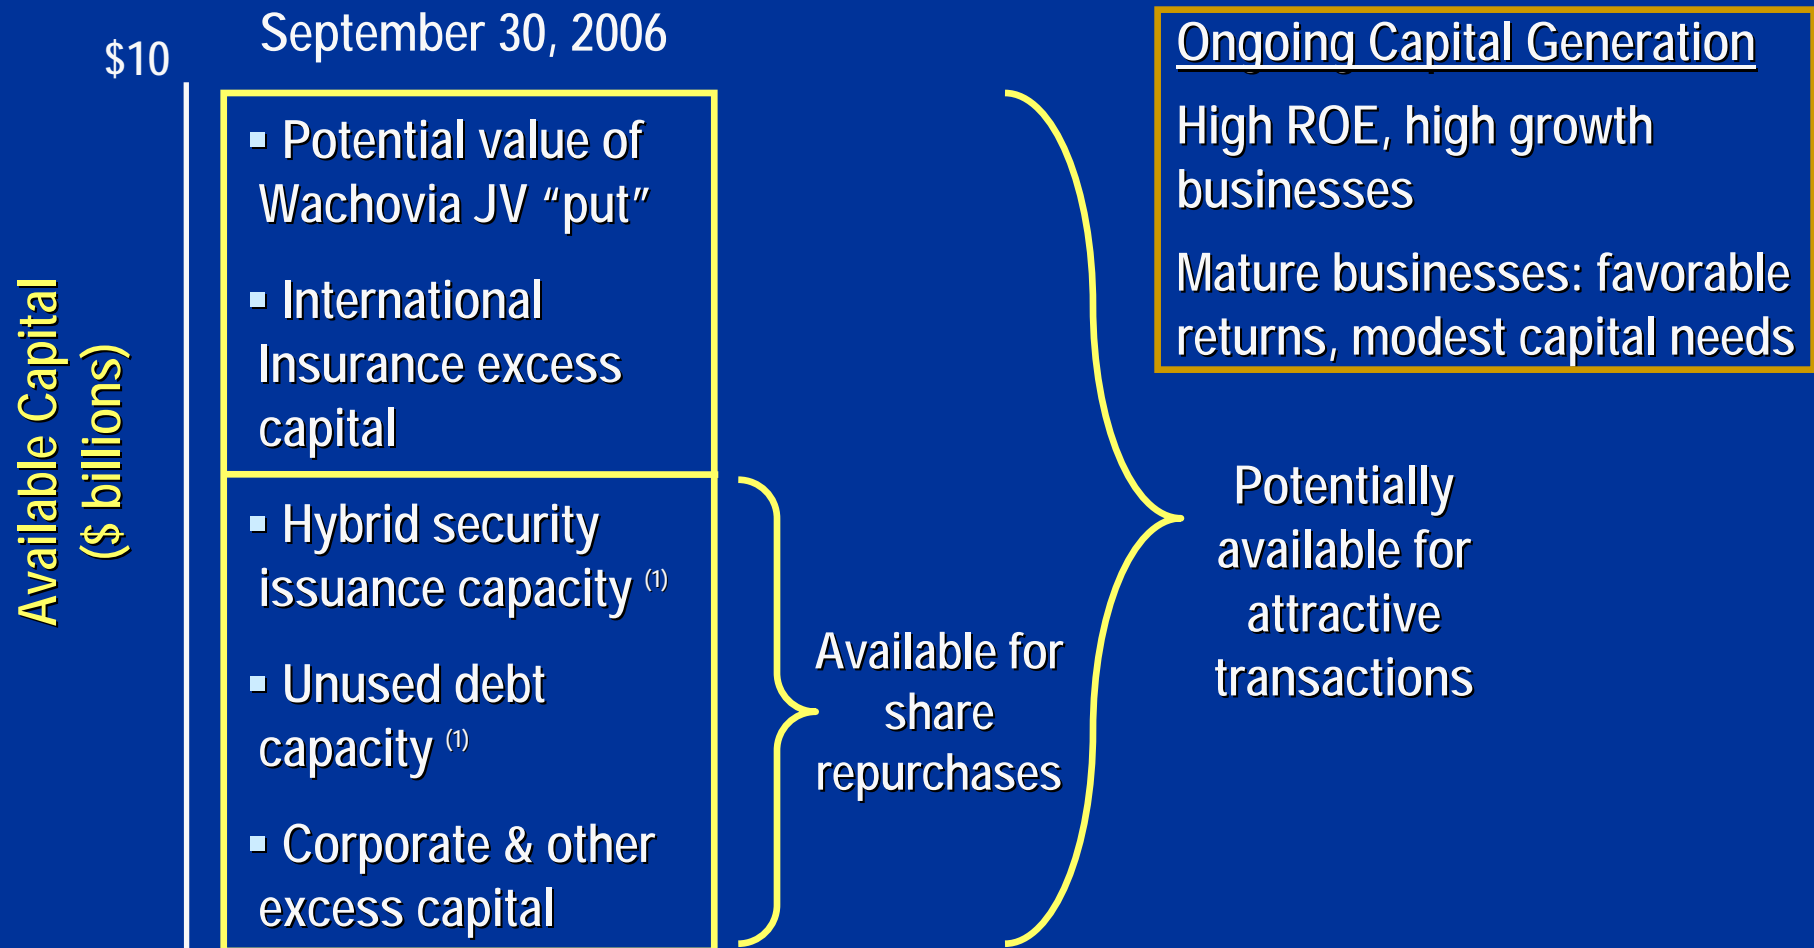 September 30, 2006
$10
Available Capital
($ billions)
▪ Potential value of
Wachovia JV “put”
▪ International
Insurance excess
capital
▪ Hybrid security
issuance capacity (1)
▪ Unused debt
capacity (1)
▪ Corporate & other
excess capital
Available for
share
repurchases
Potentially
available for
attractive
transactions
Ongoing Capital Generation
High ROE, high growth
businesses
Mature businesses: favorable
returns, modest capital needs